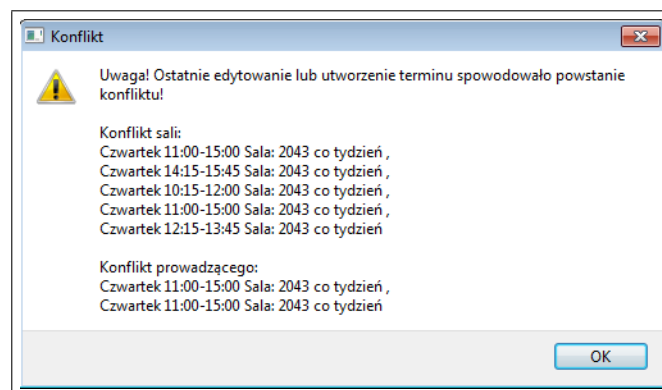 Konflikt
Uwaga! Ostatnie edytowanie lub utworzenie terminu spowodowało powstanie
konfliktu!
Konflikt sali:
Czwartek 11:00-15:00 Sala: 2043 co tydzień ,
Czwartek 14:15-15:45 Sala: 2043 co tydzień ,
Czwartek 10:15-12:00 Sala: 2043 co tydzień ,
Czwartek 11:00-15:00 Sala: 2043 co tydzień ,
Czwartek 12:15-13:45 Sala: 2043 co tydzień
Konflikt prowadzącego:
Czwartek 11:00-15:00 Sala: 2043 co tydzień ,
Czwartek 11:00-15:00 Sala: 2043 co tydzień
OK